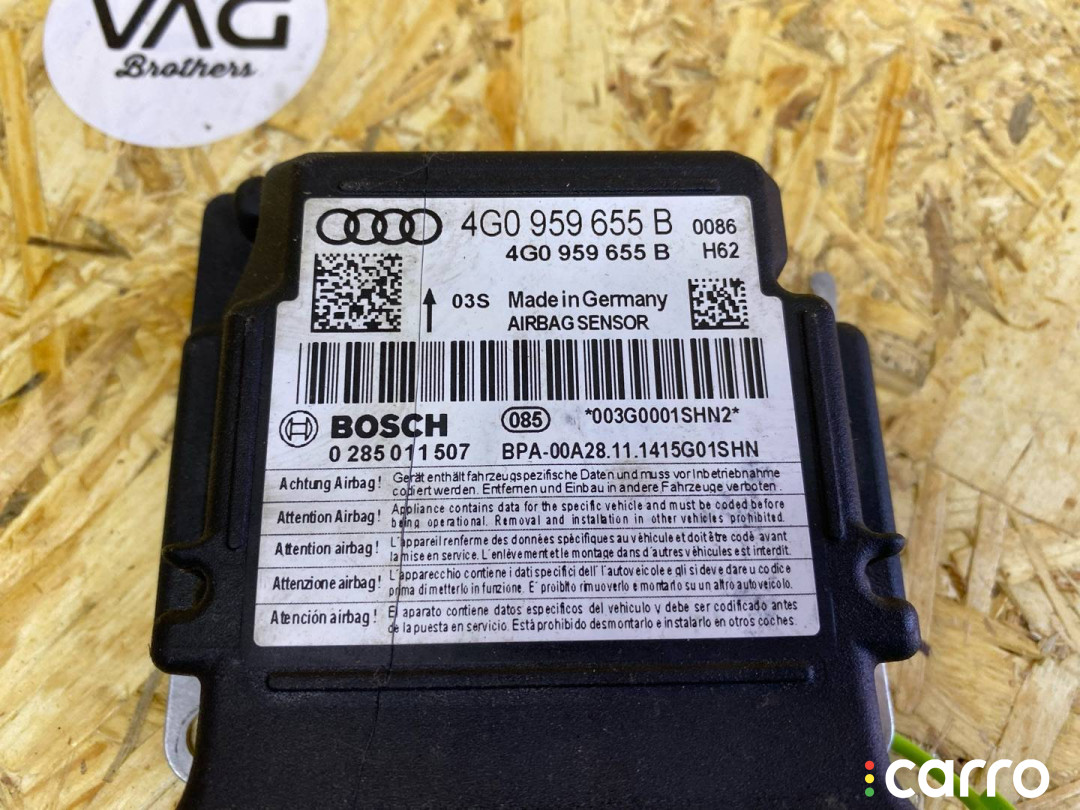 VAG
Brothers
4G0 959 655 B 0086
4G0 959 655 B H62
03S Made in Germany
AIRBAG SENSOR
BOSCH 085 *003G0001SHN2*
0 285 011 507 BPA-00A28.11.1415G01SHN
Achtung Airbag! Gerät enthält fahrzeugspezifische Daten und muss vor Inbetriebnahme
codiert werden. Entfernen und Einbau in andere Fahrzeuge verboten.
Attention Airbag! Appliance contains data for the specific vehicle and must be coded before
being operational. Removal and installation in other vehicles prohibited.
Attention airbag! L'appareil renferme des données spécifiques au véhicule et doit être codé avant
la mise en service. L'enlèvement et le montage dans d'autres véhicules est interdit.
Attenzione airbag! L'apparecchio contiene i dati specifici dell'l'autoveicolo e gli si deve dare u codice
prima di metterlo in funzione. E' proibito rimuoverlo e montarlo su un altro autoveicolo.
Atención airbag! El aparato contiene datos especificos del vehiculo y debe ser codificado antes
de la puesta en servicio. Está prohibido desmontarlo e instalarlo en otros coches.
carro